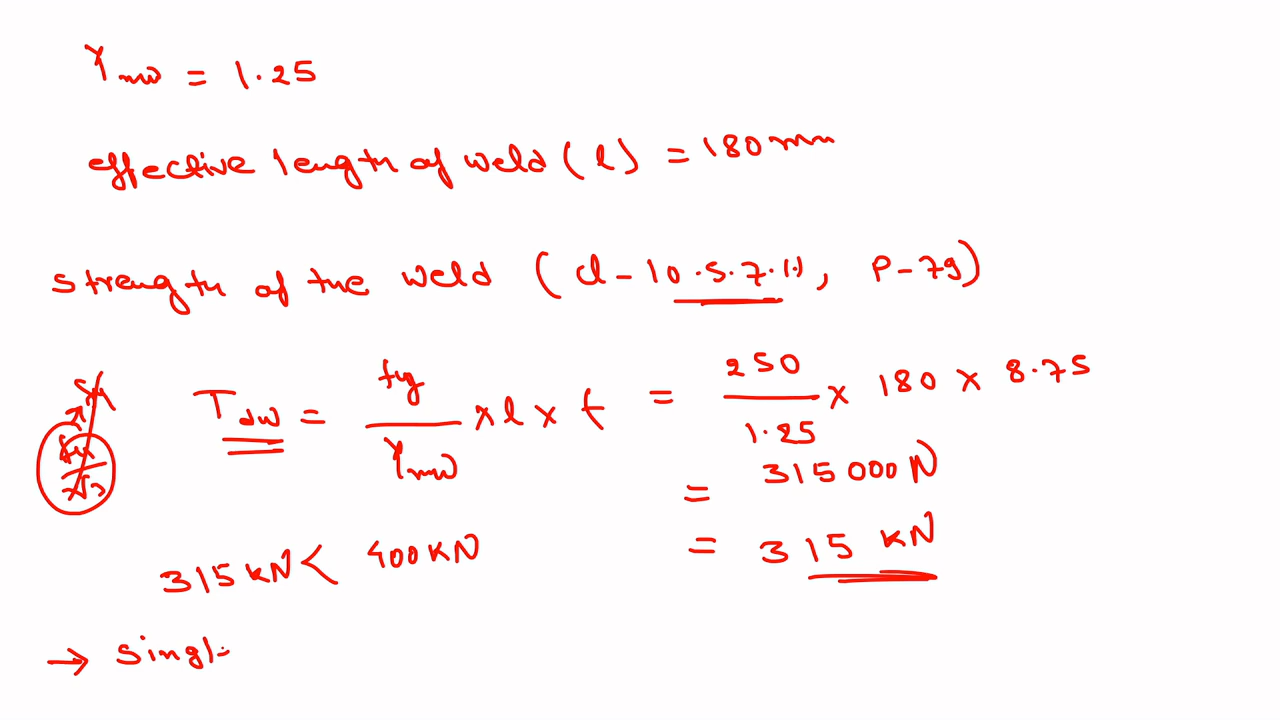 γmw = 1.25
effective length of weld (l) = 180 mm
strength of the weld (cl - 10.5.7.1.1, P-79)
Tdw = fy/γmw x l x t = 250/1.25 x 180 x 8.75
= 315000 N
315 kN < 400 KN = 315 kN
→ singl